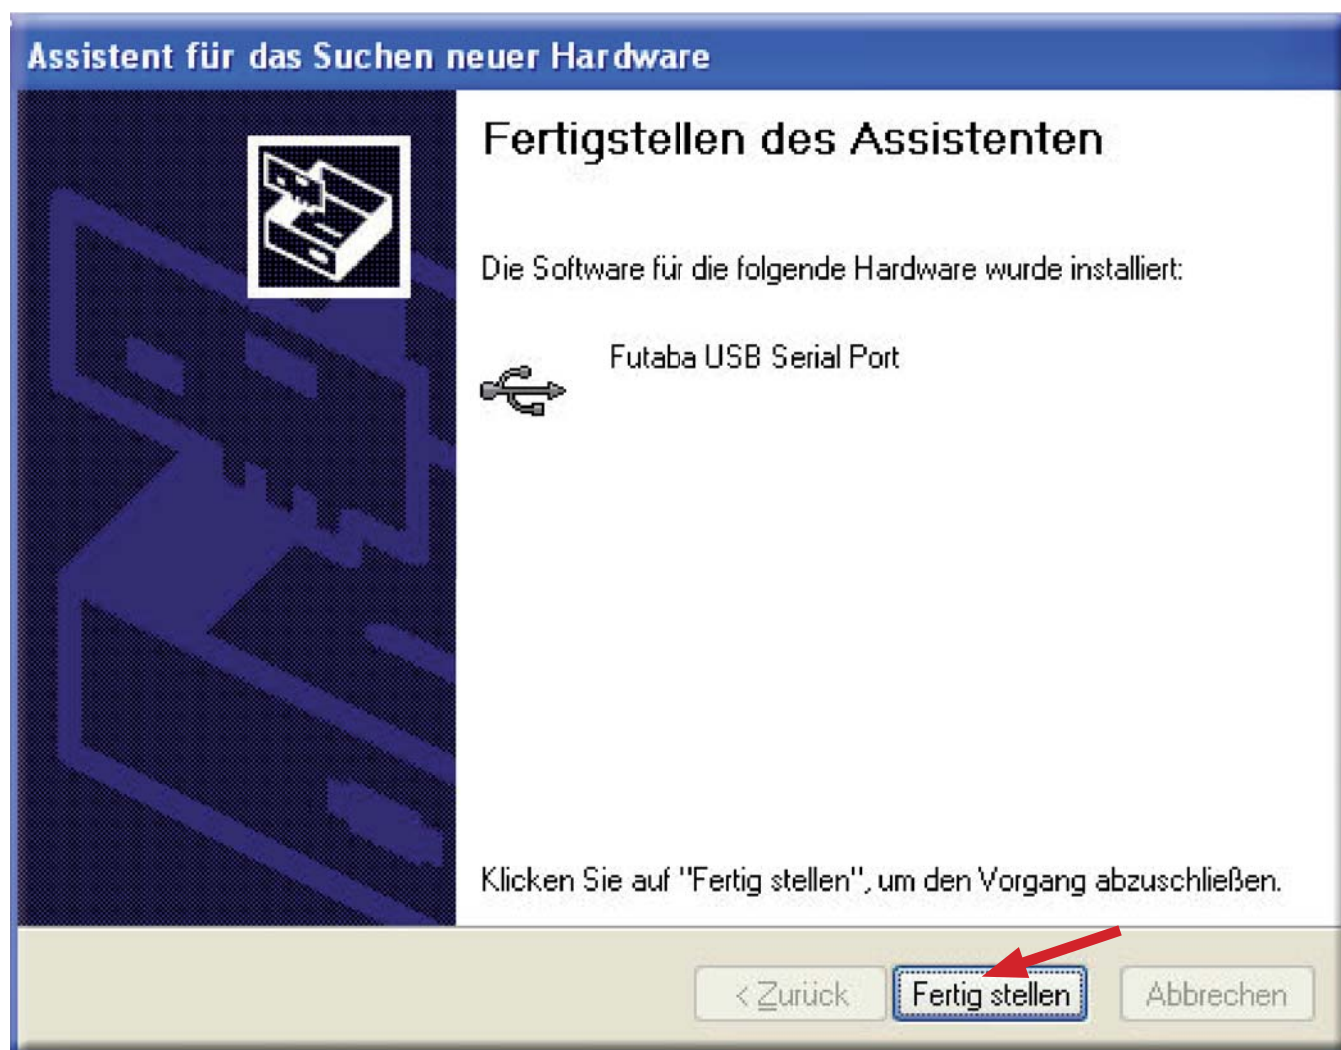 Assistent für das Suchen neuer Hardware
Fertigstellen des Assistenten
Die Software für die folgende Hardware wurde installiert:
Futaba USB Serial Port
Klicken Sie auf "Fertig stellen", um den Vorgang abzuschließen.
< Zurück
Fertig stellen
Abbrechen